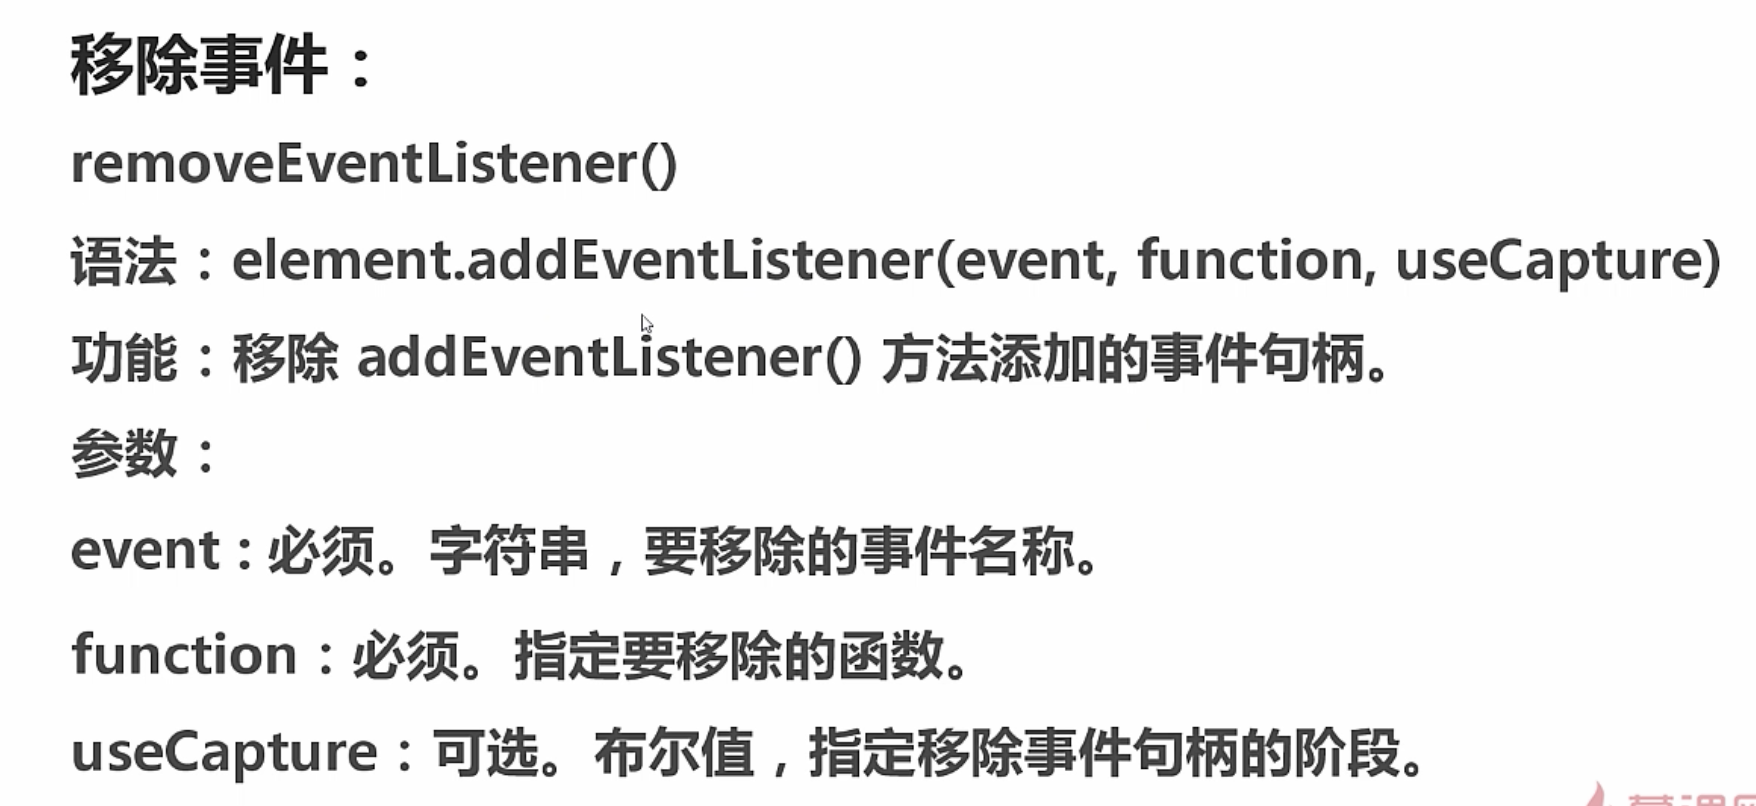 移除事件：
removeEventListener()
语法：element.addEventListener(event, function, useCapture)
功能：移除 addEventListener() 方法添加的事件句柄。
参数：
event : 必须。字符串，要移除的事件名称。
function：必须。指定要移除的函数。
useCapture：可选。布尔值，指定移除事件句柄的阶段。